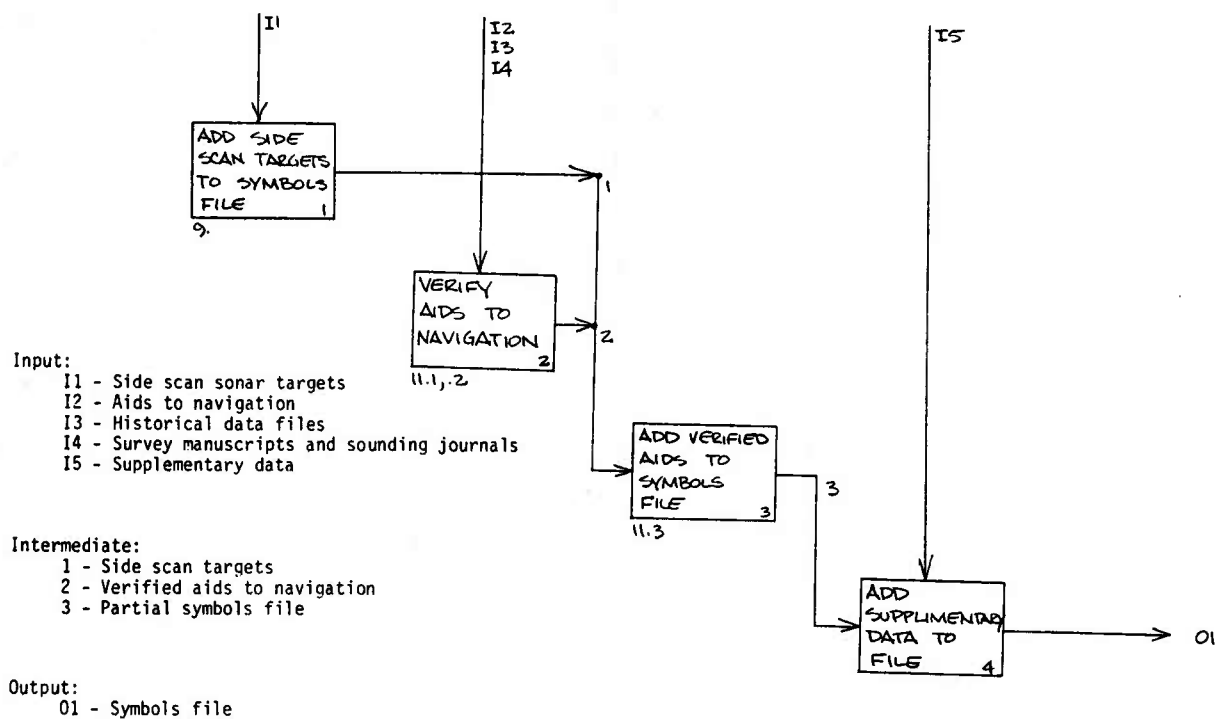 I1
I2
I3
I4
I5
ADD SIDE
SCAN TARGETS
TO SYMBOLS
FILE 1
9.
1
VERIFY
AIDS TO
NAVIGATION
2
11.1,.2
2
Input:
I1 - Side scan sonar targets
I2 - Aids to navigation
I3 - Historical data files
I4 - Survey manuscripts and sounding journals
I5 - Supplementary data
ADD VERIFIED
AIDS TO
SYMBOLS
FILE 3
11.3
3
Intermediate:
1 - Side scan targets
2 - Verified aids to navigation
3 - Partial symbols file
ADD
SUPPLIMENTARY
DATA TO
FILE 4
O1
Output:
O1 - Symbols file